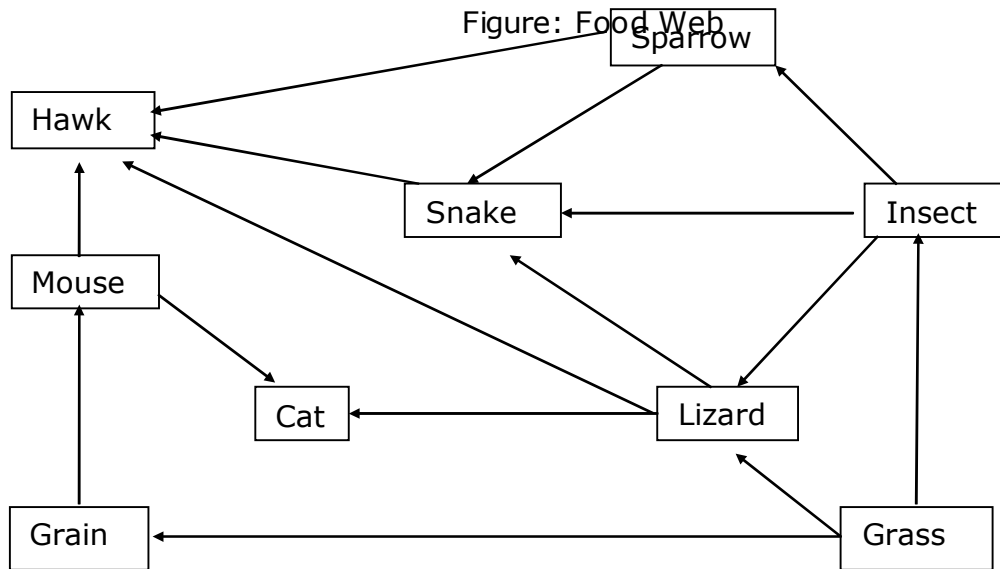 Figure: Food Web
Sparrow
Hawk
Snake
Insect
Mouse
Cat
Lizard
Grain
Grass